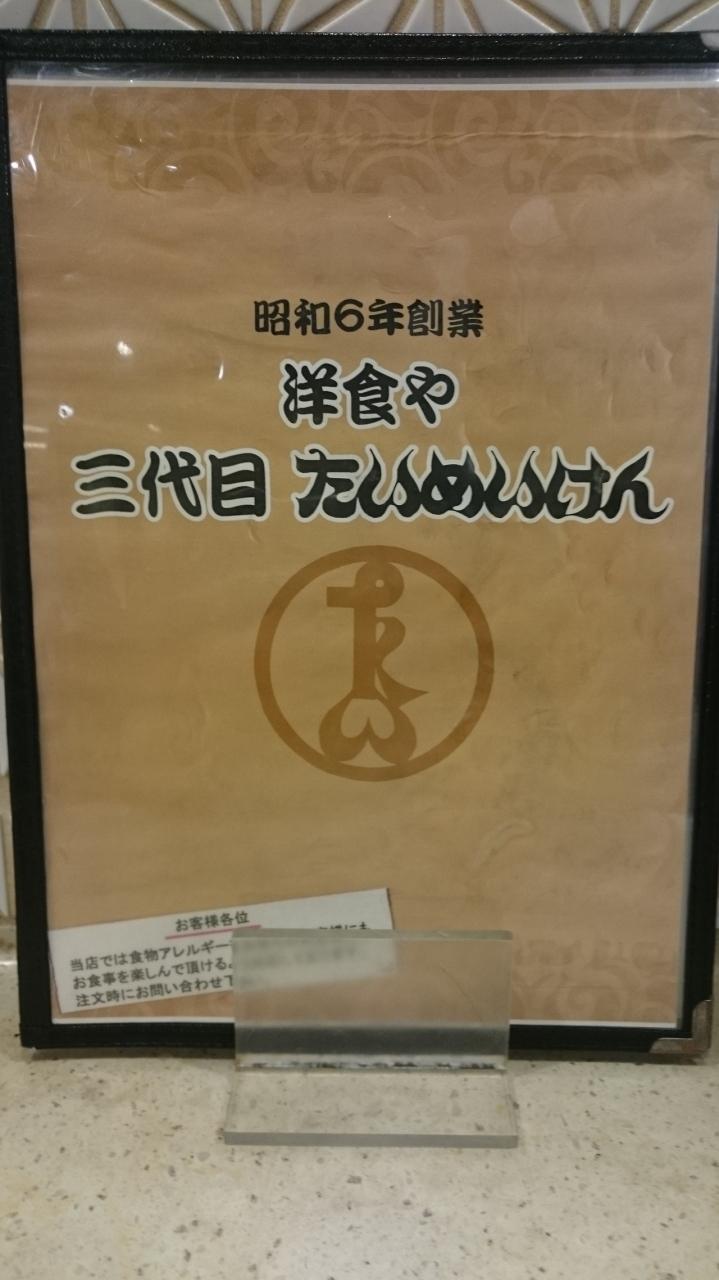 昭和6年創業
洋食や
三代目 たいめいけん
お客様各位
当店では食物アレルギー
お食事を楽しんで頂ける
注文時にお問い合わせ下